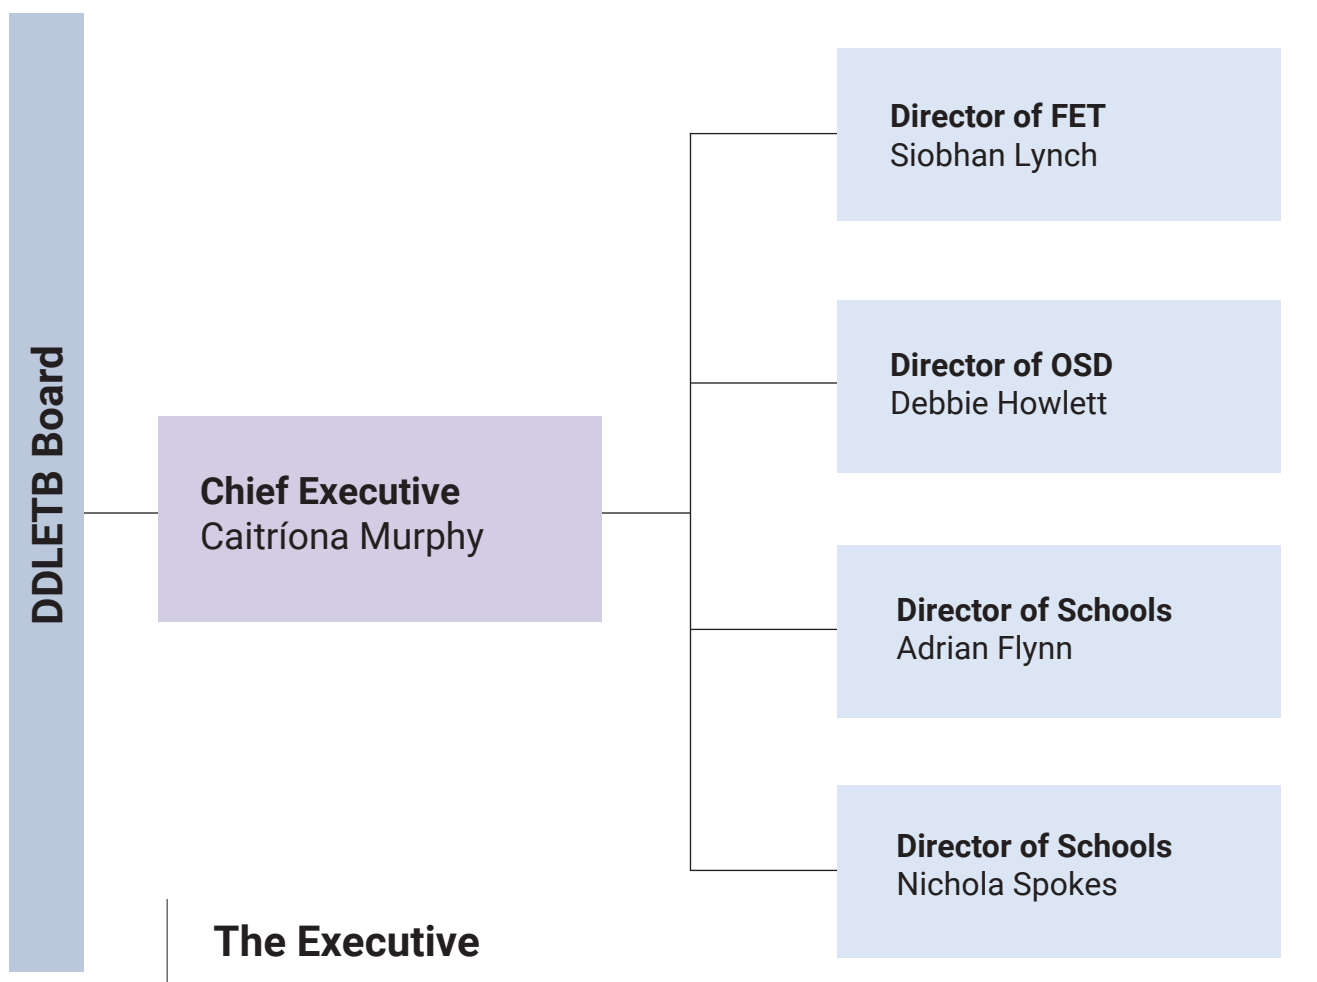 DDLETB Board
Chief Executive
Caitríona Murphy
Director of FET
Siobhan Lynch
Director of OSD
Debbie Howlett
Director of Schools
Adrian Flynn
Director of Schools
Nichola Spokes
The Executive